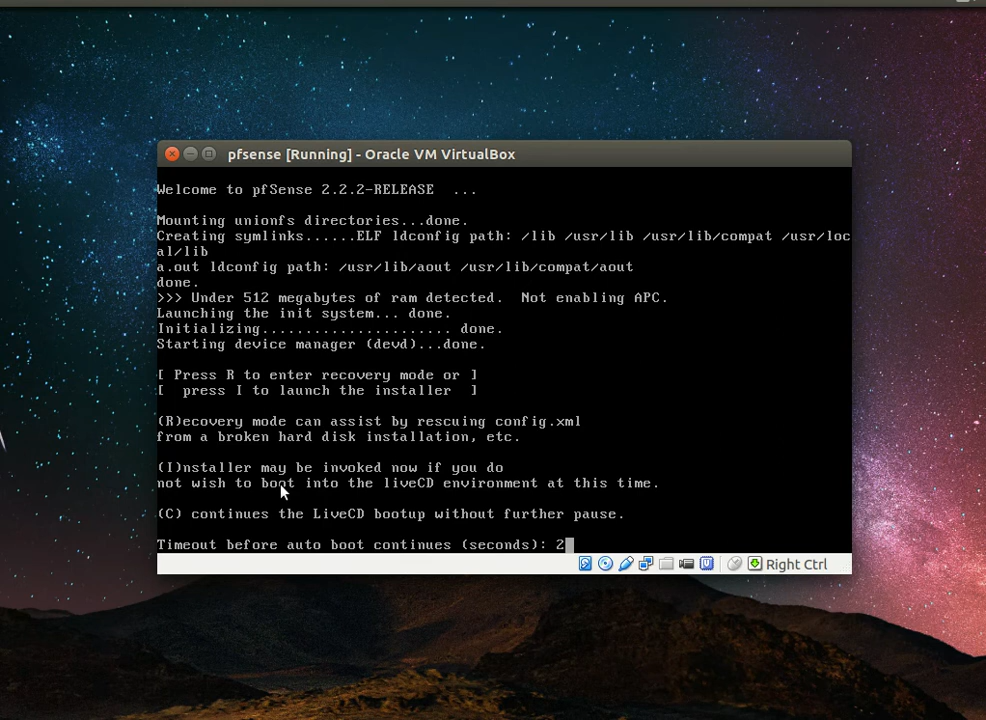 pfsense [Running] - Oracle VM VirtualBox
Welcome to pfSense 2.2.2-RELEASE  ...
Mounting unionfs directories...done.
Creating symlinks......ELF ldconfig path: /lib /usr/lib /usr/lib/compat /usr/loc
al/lib
a.out ldconfig path: /usr/lib/aout /usr/lib/compat/aout
done.
>>> Under 512 megabytes of ram detected.  Not enabling APC.
Launching the init system... done.
Initializing...................... done.
Starting device manager (devd)...done.
[ Press R to enter recovery mode or ]
[  press I to launch the installer  ]
(R)ecovery mode can assist by rescuing config.xml
from a broken hard disk installation, etc.
(I)nstaller may be invoked now if you do
not wish to boot into the liveCD environment at this time.
(C) continues the LiveCD bootup without further pause.
Timeout before auto boot continues (seconds): 2
Right Ctrl